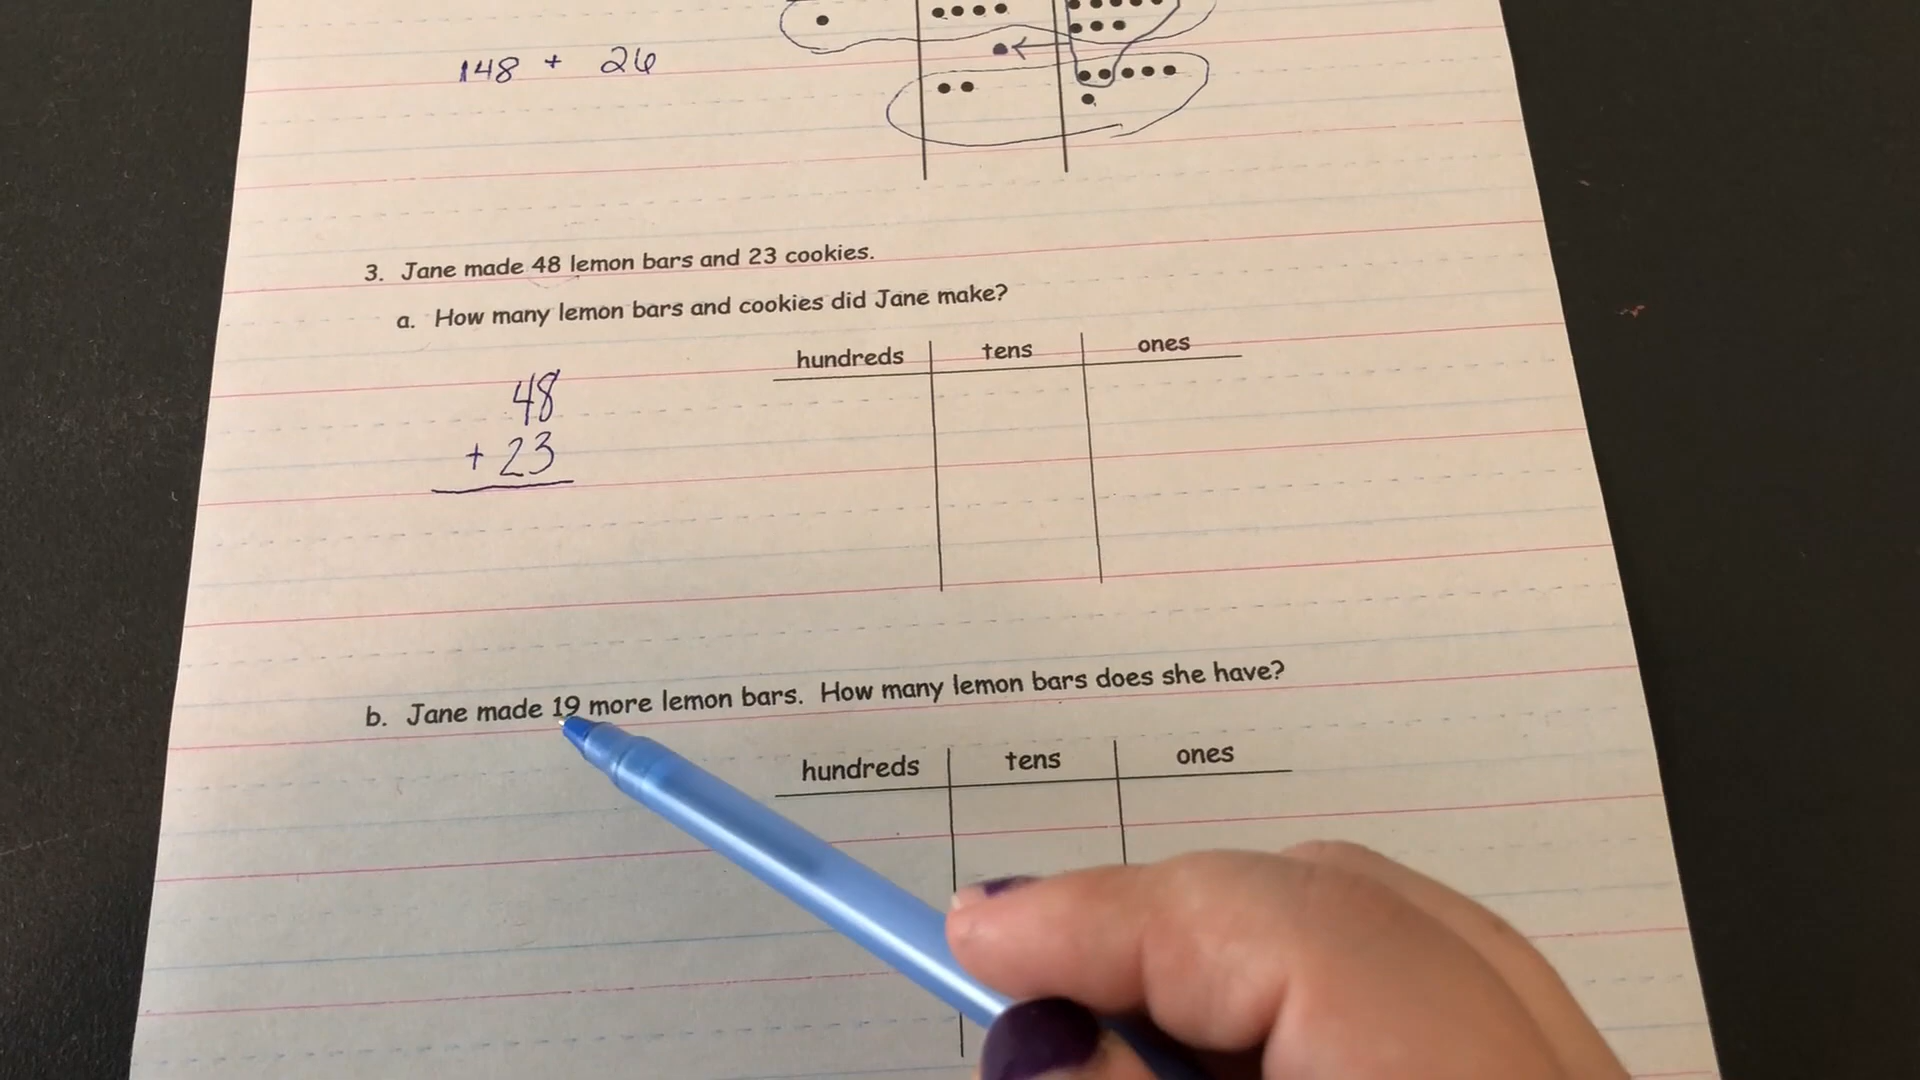 148 + 26
3. Jane made 48 lemon bars and 23 cookies.
a. How many lemon bars and cookies did Jane make?
hundreds tens ones
48
+ 23
b. Jane made 19 more lemon bars. How many lemon bars does she have?
hundreds tens ones